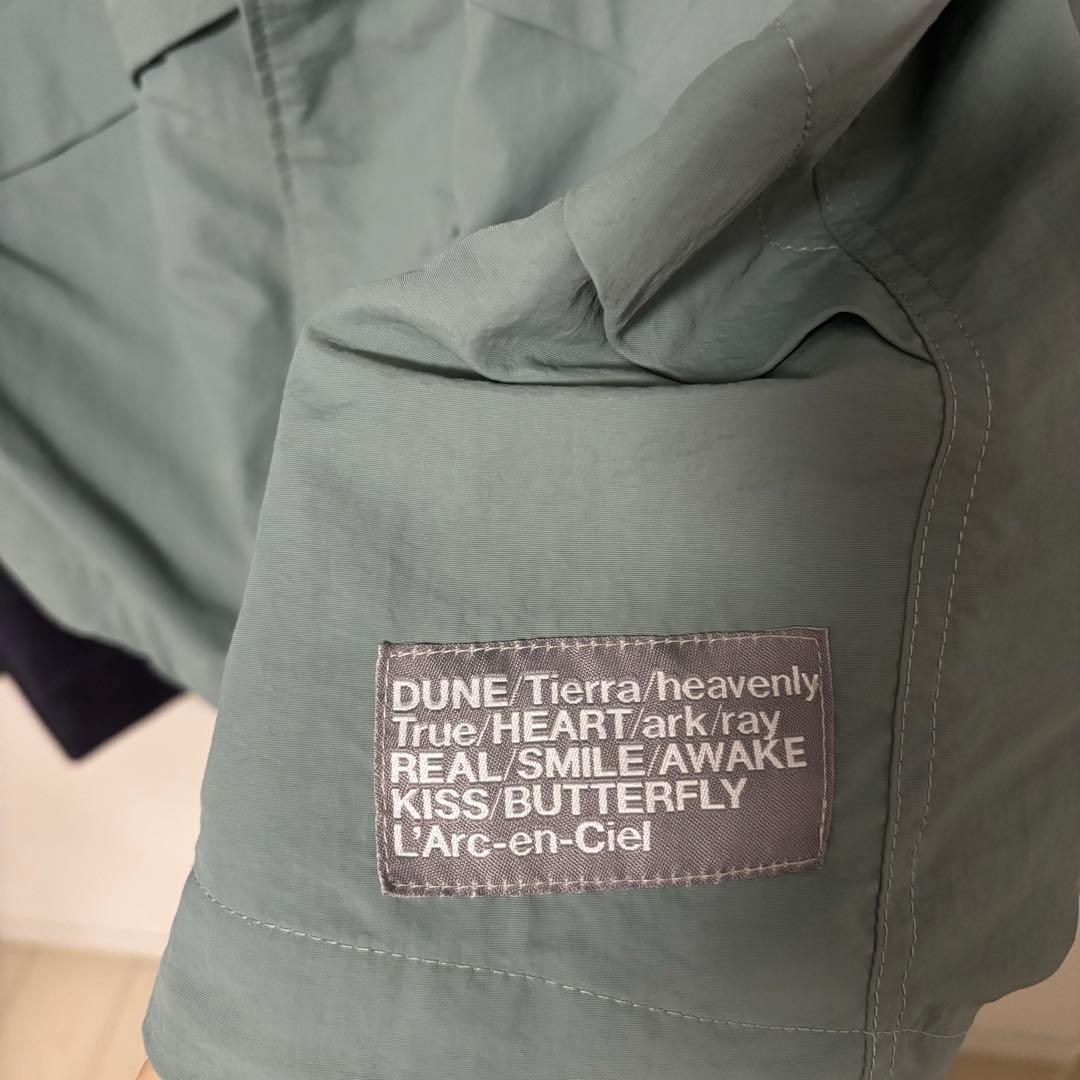 DUNE/Tierra/heavenly
True/HEART/ark/ray
REAL/SMILE/AWAKE
KISS/BUTTERFLY
L'Arc-en-Ciel